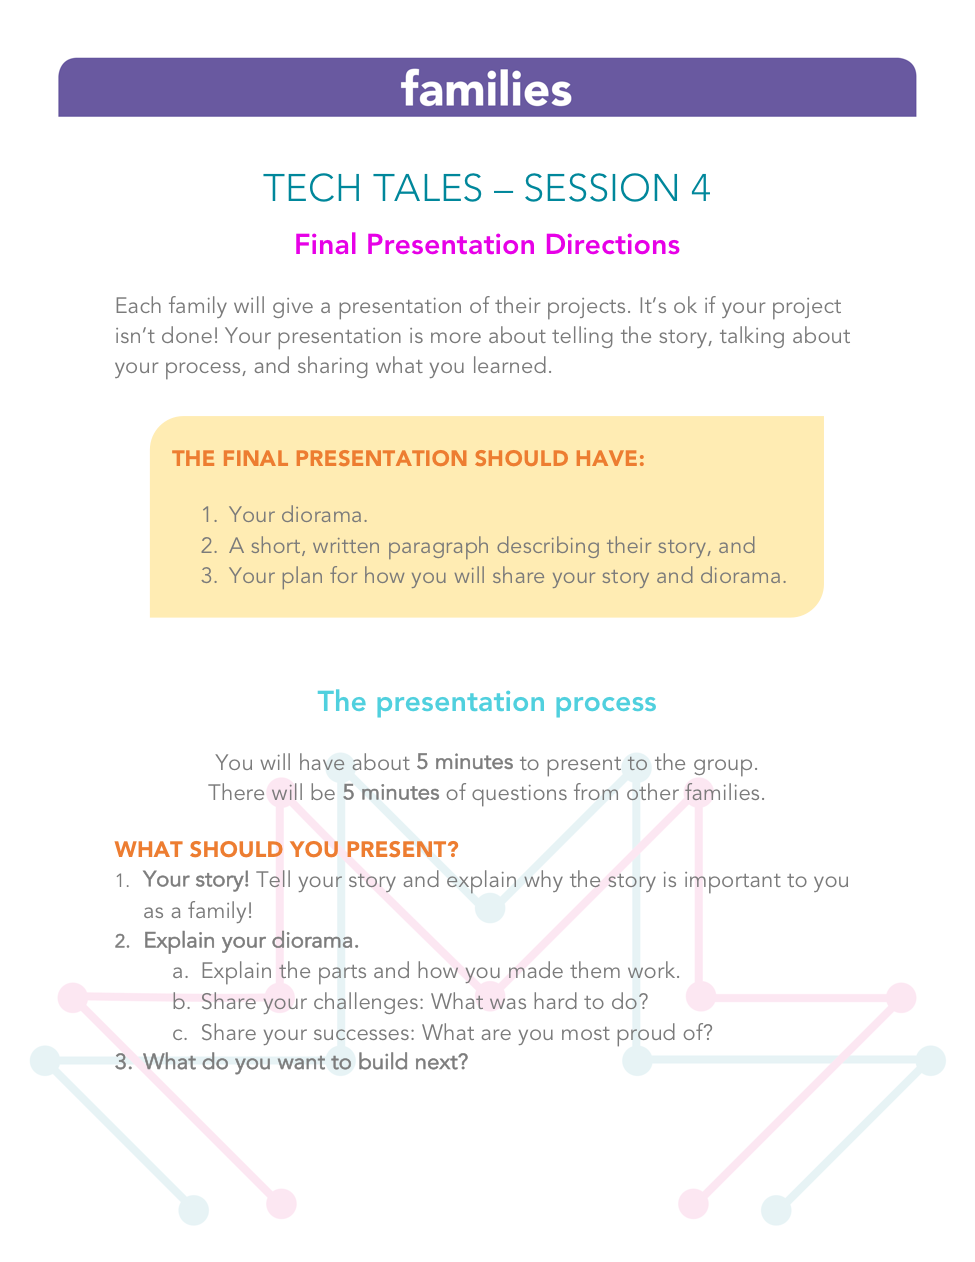 families
TECH TALES – SESSION 4
Final Presentation Directions
Each family will give a presentation of their projects. It’s ok if your project
isn’t done! Your presentation is more about telling the story, talking about
your process, and sharing what you learned.
THE FINAL PRESENTATION SHOULD HAVE:
1. Your diorama.
2. A short, written paragraph describing their story, and
3. Your plan for how you will share your story and diorama.
The presentation process
You will have about 5 minutes to present to the group.
There will be 5 minutes of questions from other families.
WHAT SHOULD YOU PRESENT?
1. Your story! Tell your story and explain why the story is important to you
as a family!
2. Explain your diorama.
a. Explain the parts and how you made them work.
b. Share your challenges: What was hard to do?
c. Share your successes: What are you most proud of?
3. What do you want to build next?